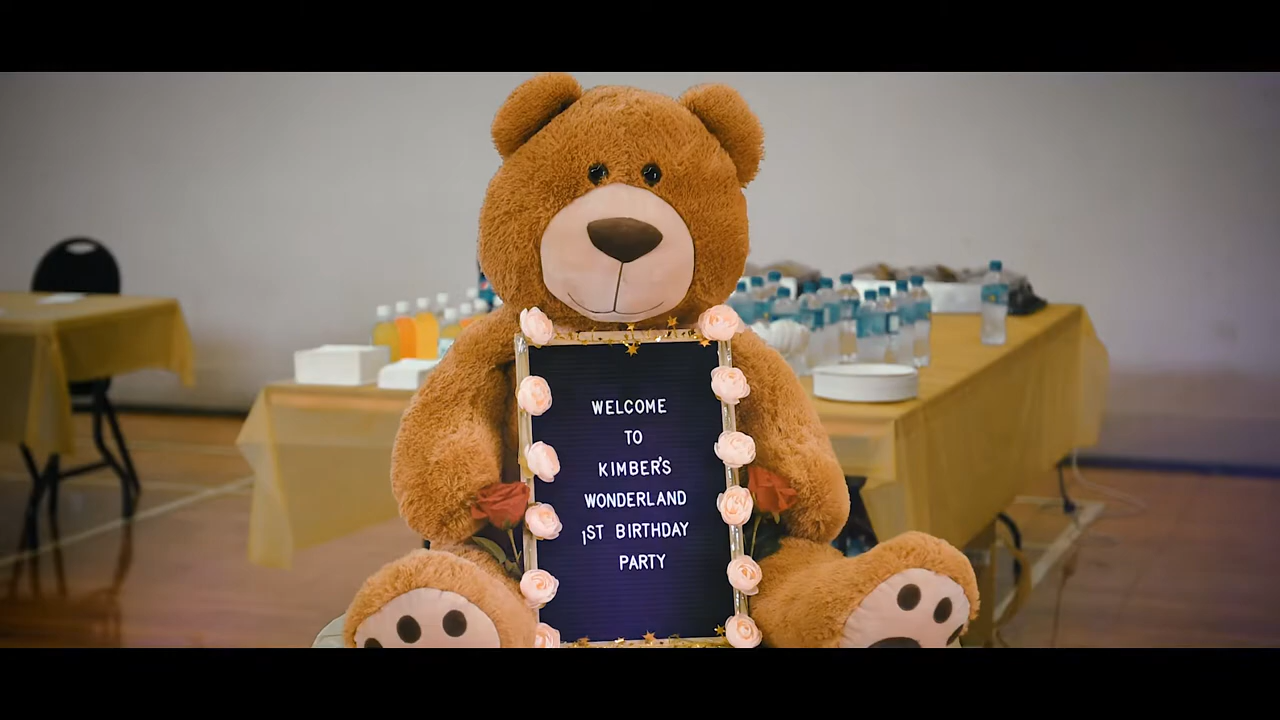 WELCOME
TO
KIMBER'S
WONDERLAND
1ST BIRTHDAY
PARTY